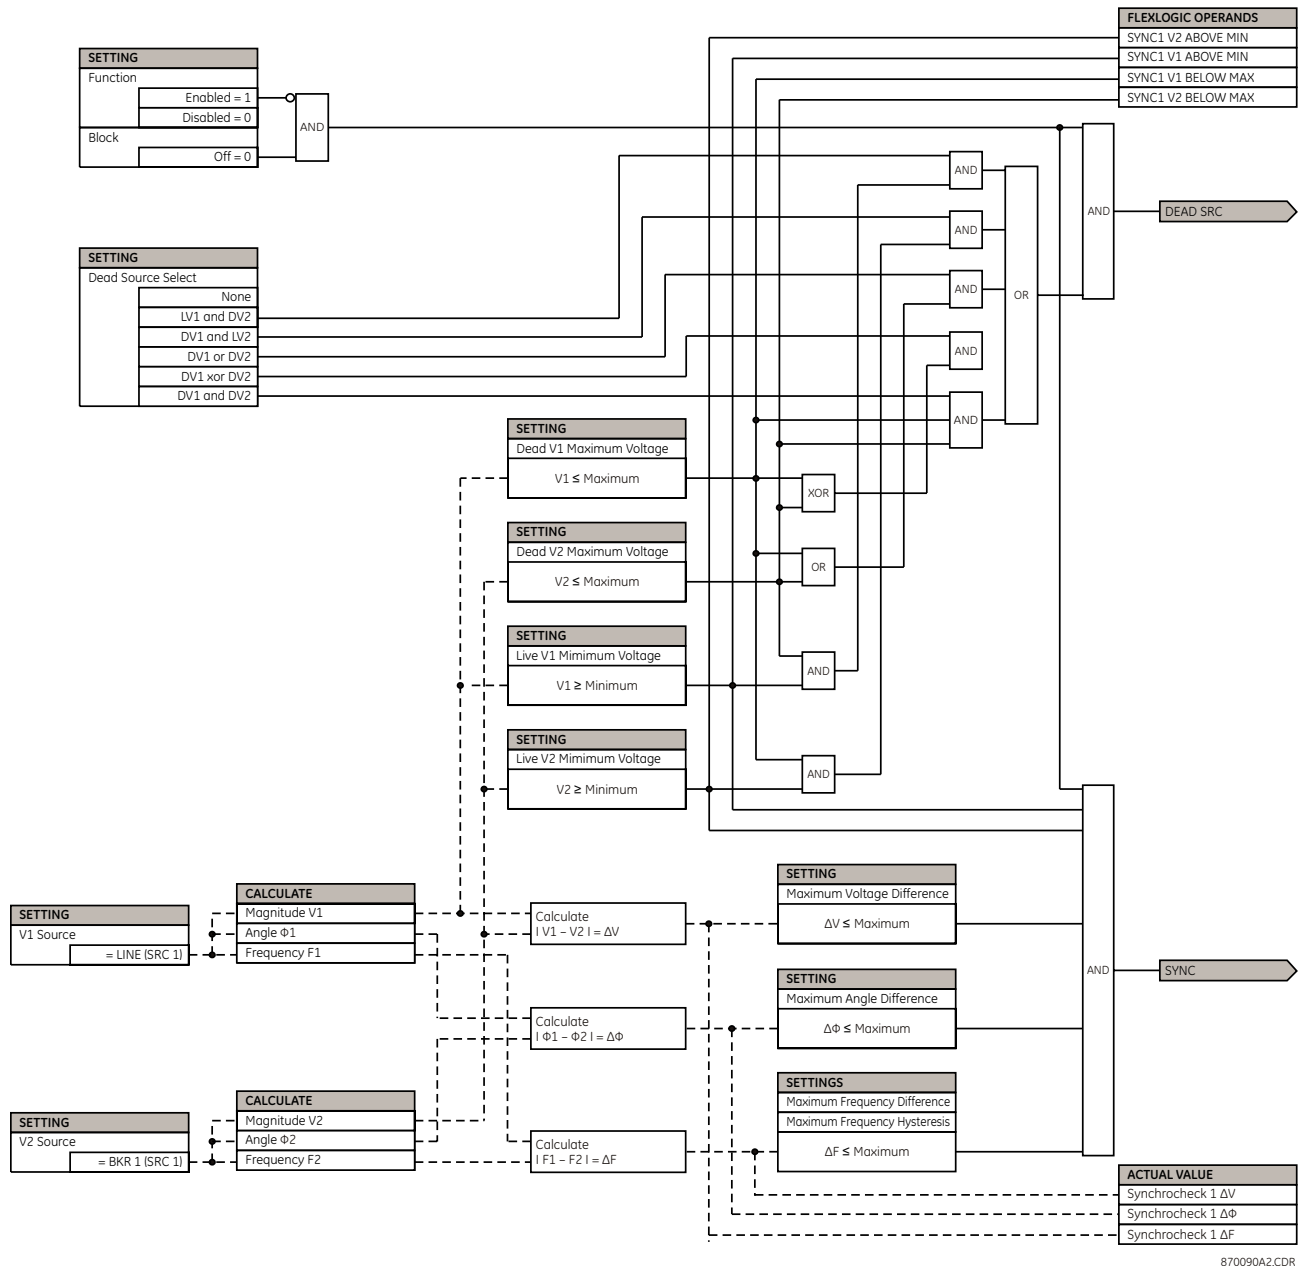 FLEXLOGIC OPERANDS
SYNC1 V2 ABOVE MIN
SYNC1 V1 ABOVE MIN
SYNC1 V1 BELOW MAX
SYNC1 V2 BELOW MAX
SETTING
Function
Enabled = 1
Disabled = 0
Block
Off = 0
AND
AND
AND
AND
AND
AND
OR
AND
DEAD SRC
SETTING
Dead Source Select
None
LV1 and DV2
DV1 and LV2
DV1 or DV2
DV1 xor DV2
DV1 and DV2
SETTING
Dead V1 Maximum Voltage
V1 ≤ Maximum
XOR
SETTING
Dead V2 Maximum Voltage
V2 ≤ Maximum
OR
SETTING
Live V1 Mimimum Voltage
V1 ≥ Minimum
AND
SETTING
Live V2 Mimimum Voltage
V2 ≥ Minimum
AND
SETTING
V1 Source
= LINE (SRC 1)
CALCULATE
Magnitude V1
Angle Φ1
Frequency F1
Calculate
I V1 – V2 I = ΔV
SETTING
Maximum Voltage Difference
ΔV ≤ Maximum
Calculate
I Φ1 – Φ2 I = ΔΦ
SETTING
Maximum Angle Difference
ΔΦ ≤ Maximum
AND
SYNC
SETTING
V2 Source
= BKR 1 (SRC 1)
CALCULATE
Magnitude V2
Angle Φ2
Frequency F2
Calculate
I F1 – F2 I = ΔF
SETTINGS
Maximum Frequency Difference
Maximum Frequency Hysteresis
ΔF ≤ Maximum
ACTUAL VALUE
Synchrocheck 1 ΔV
Synchrocheck 1 ΔΦ
Synchrocheck 1 ΔF
870090A2.CDR